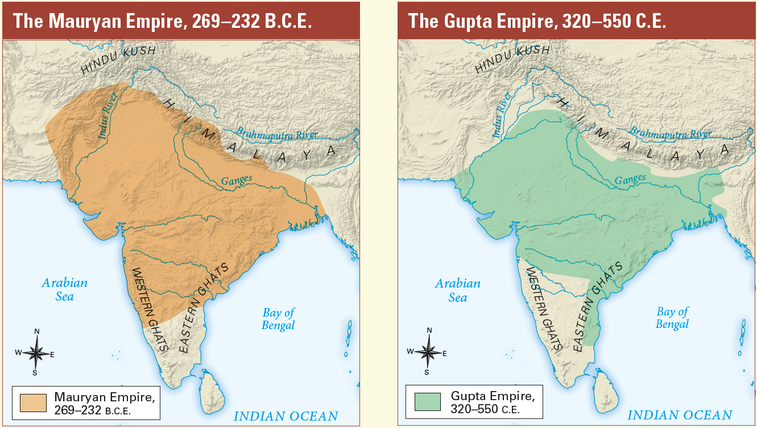 The Mauryan Empire, 269–232 B.C.E.
HINDU KUSH
Indus River
HIMALAYA
Brahmaputra River
Ganges
WESTERN GHATS
EASTERN GHATS
Arabian
Sea
Bay of
Bengal
N
W E
S
Mauryan Empire,
269–232 B.C.E.
INDIAN OCEAN
The Gupta Empire, 320–550 C.E.
HINDU KUSH
Indus River
HIMALAYA
Brahmaputra River
Ganges
WESTERN GHATS
EASTERN GHATS
Arabian
Sea
Bay of
Bengal
N
W E
S
Gupta Empire,
320–550 C.E.
INDIAN OCEAN